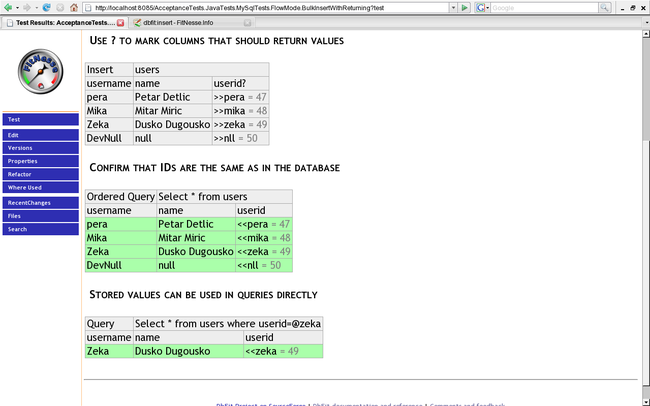 http://localhost:8085/AcceptanceTests.JavaTests.MySqlTests.FlowMode.BulkInsertWithReturning?test
Google
Test Results: AcceptanceTests....
dbfit:insert - FitNesse.Info
FitNesse
Test
Edit
Versions
Properties
Refactor
Where Used
RecentChanges
Files
Search
Use ? to mark columns that should return values
Insert users
username name userid?
pera Petar Detlic >>pera = 47
Mika Mitar Miric >>mika = 48
Zeka Dusko Dugousko >>zeka = 49
DevNull null >>nll = 50
Confirm that IDs are the same as in the database
Ordered Query Select * from users
username name userid
pera Petar Detlic <<pera = 47
Mika Mitar Miric <<mika = 48
Zeka Dusko Dugousko <<zeka = 49
DevNull null <<nll = 50
Stored values can be used in queries directly
Query Select * from users where userid=@zeka
username name userid
Zeka Dusko Dugousko <<zeka = 49